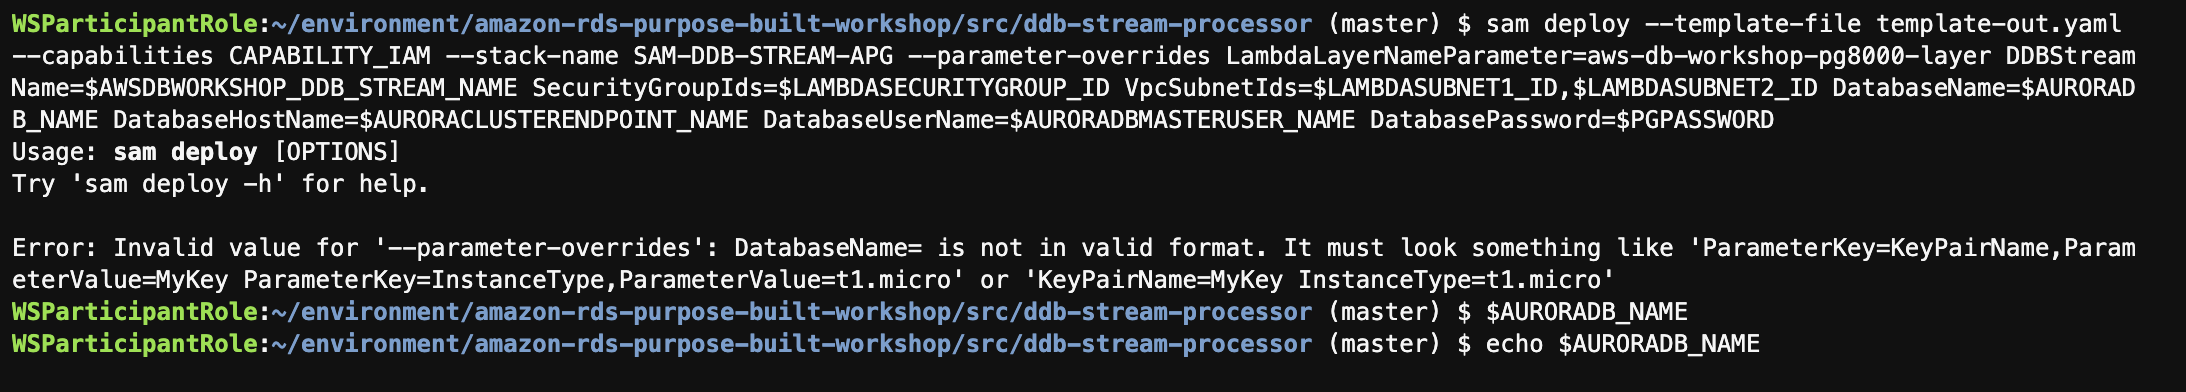 WSParticipantRole:~/environment/amazon-rds-purpose-built-workshop/src/ddb-stream-processor (master) $ sam deploy --template-file template-out.yaml
--capabilities CAPABILITY_IAM --stack-name SAM-DDB-STREAM-APG --parameter-overrides LambdaLayerNameParameter=aws-db-workshop-pg8000-layer DDBStream
Name=$AWSDBWORKSHOP_DDB_STREAM_NAME SecurityGroupIds=$LAMBDASECURITYGROUP_ID VpcSubnetIds=$LAMBDASUBNET1_ID,$LAMBDASUBNET2_ID DatabaseName=$AURORAD
B_NAME DatabaseHostName=$AURORACLUSTERENDPOINT_NAME DatabaseUserName=$AURORADBMASTERUSER_NAME DatabasePassword=$PGPASSWORD
Usage: sam deploy [OPTIONS]
Try 'sam deploy -h' for help.
Error: Invalid value for '--parameter-overrides': DatabaseName= is not in valid format. It must look something like 'ParameterKey=KeyPairName,Param
eterValue=MyKey ParameterKey=InstanceType,ParameterValue=t1.micro' or 'KeyPairName=MyKey InstanceType=t1.micro'
WSParticipantRole:~/environment/amazon-rds-purpose-built-workshop/src/ddb-stream-processor (master) $ $AURORADB_NAME
WSParticipantRole:~/environment/amazon-rds-purpose-built-workshop/src/ddb-stream-processor (master) $ echo $AURORADB_NAME